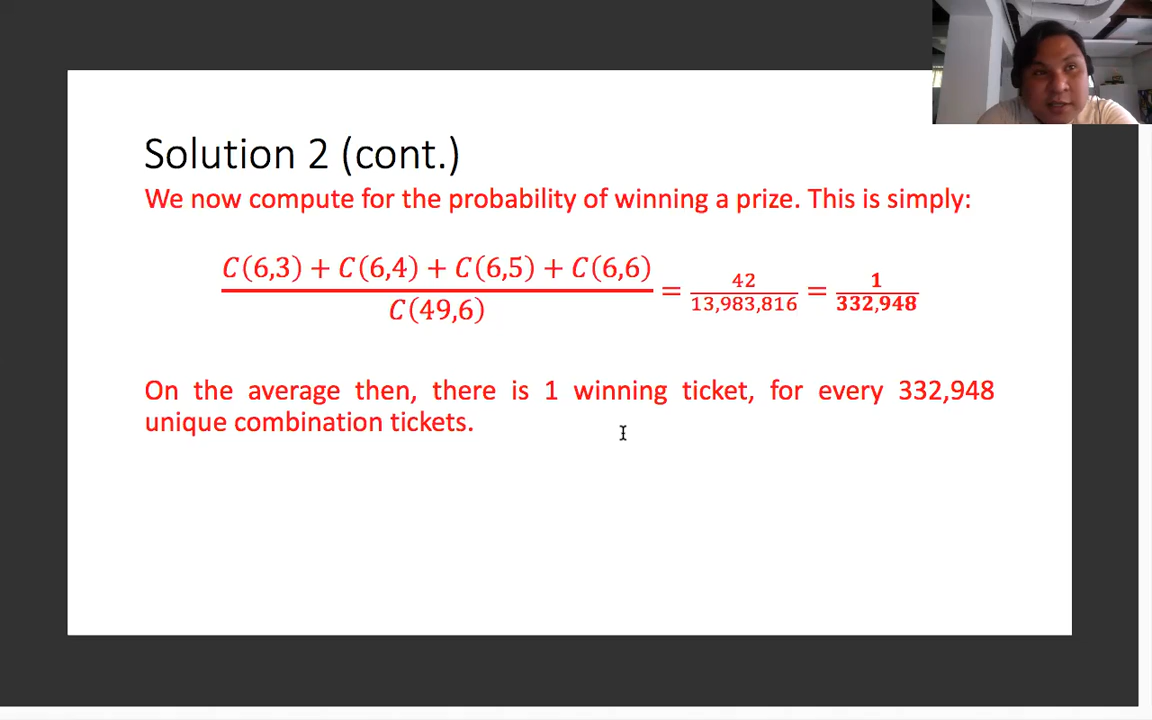 Solution 2 (cont.)
We now compute for the probability of winning a prize. This is simply:
C(6,3) + C(6,4) + C(6,5) + C(6,6)
C(49,6)
= 42/13,983,816 = 1/332,948
On the average then, there is 1 winning ticket, for every 332,948
unique combination tickets.